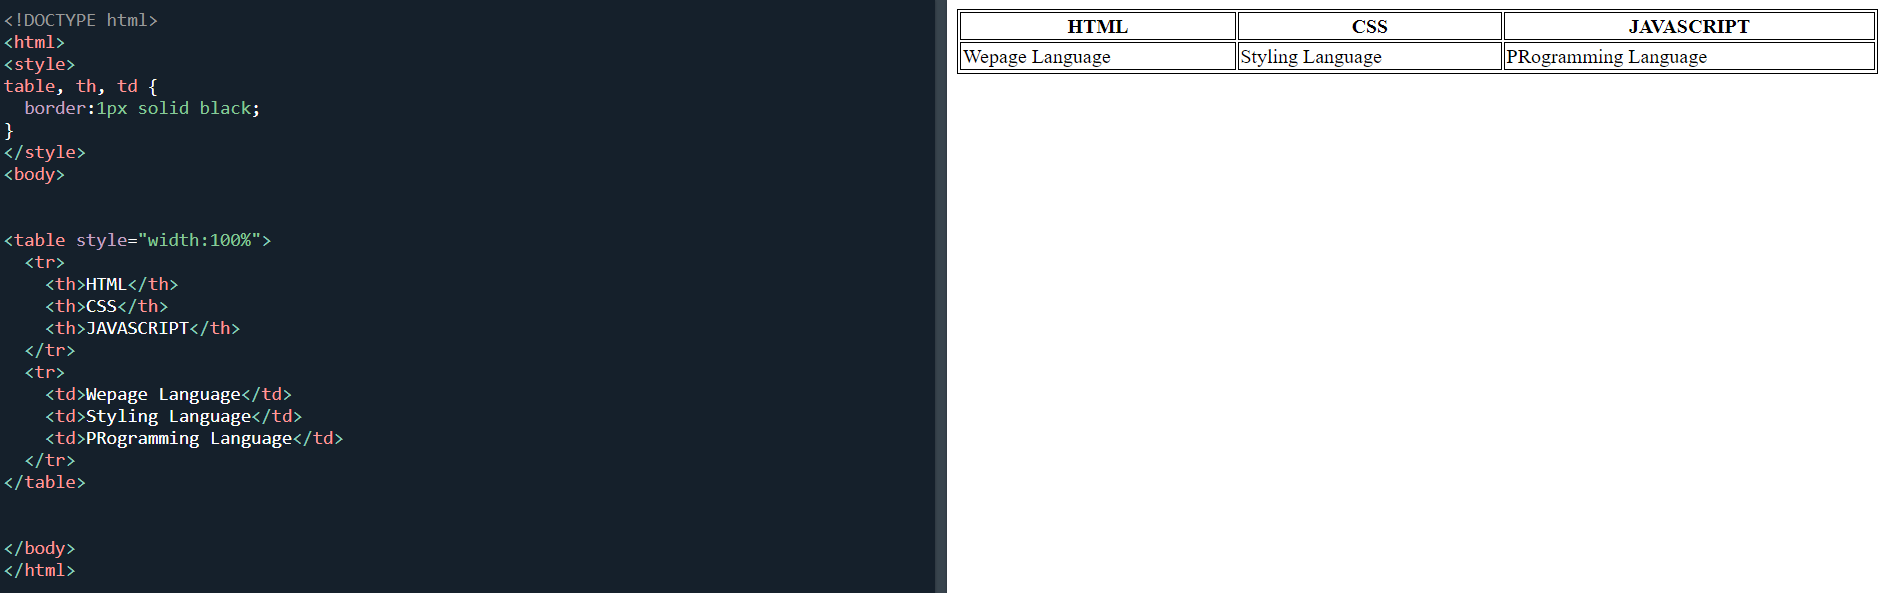 <!DOCTYPE html>
<html>
<style>
table, th, td {
  border:1px solid black;
}
</style>
<body>
<table style="width:100%">
  <tr>
    <th>HTML</th>
    <th>CSS</th>
    <th>JAVASCRIPT</th>
  </tr>
  <tr>
    <td>Wepage Language</td>
    <td>Styling Language</td>
    <td>PRogramming Language</td>
  </tr>
</table>
</body>
</html>
HTML CSS JAVASCRIPT
Wepage Language Styling Language PRogramming Language